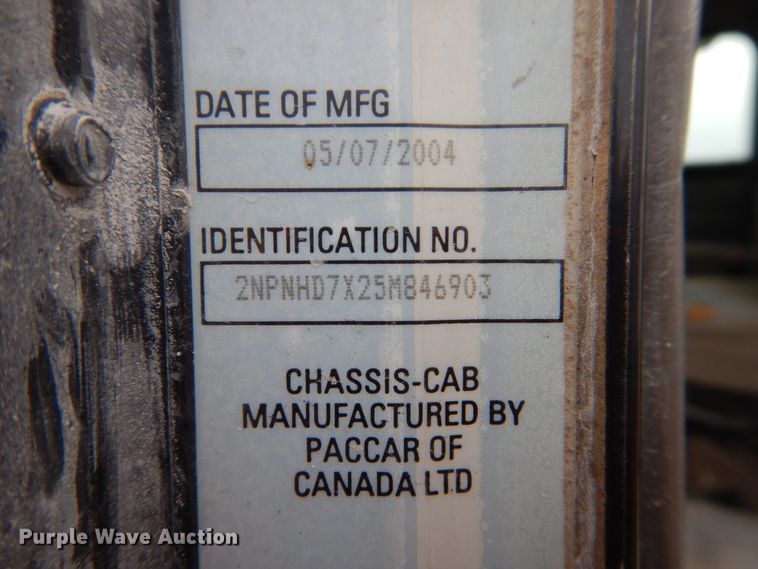 DATE OF MFG
05/07/2004
IDENTIFICATION NO.
2NPNHD7X25M846903
CHASSIS-CAB
MANUFACTURED BY
PACCAR OF
CANADA LTD
Purple Wave Auction